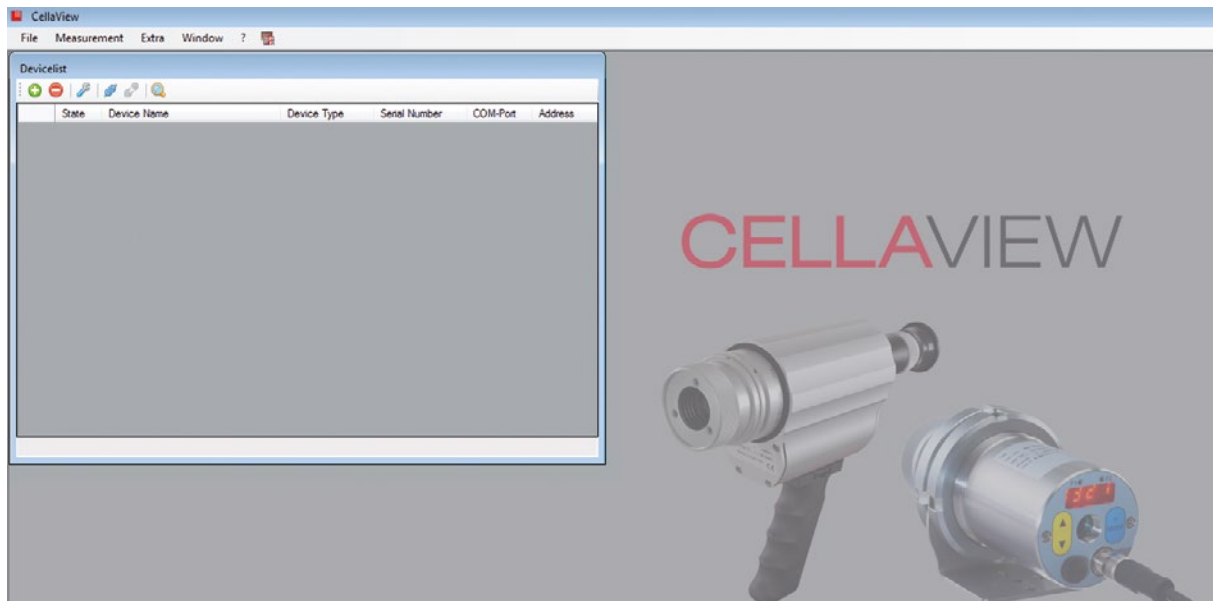 CellaView
File Measurement Extra Window ?
Devicelist
State Device Name Device Type Serial Number COM-Port Address
CELLAVIEW